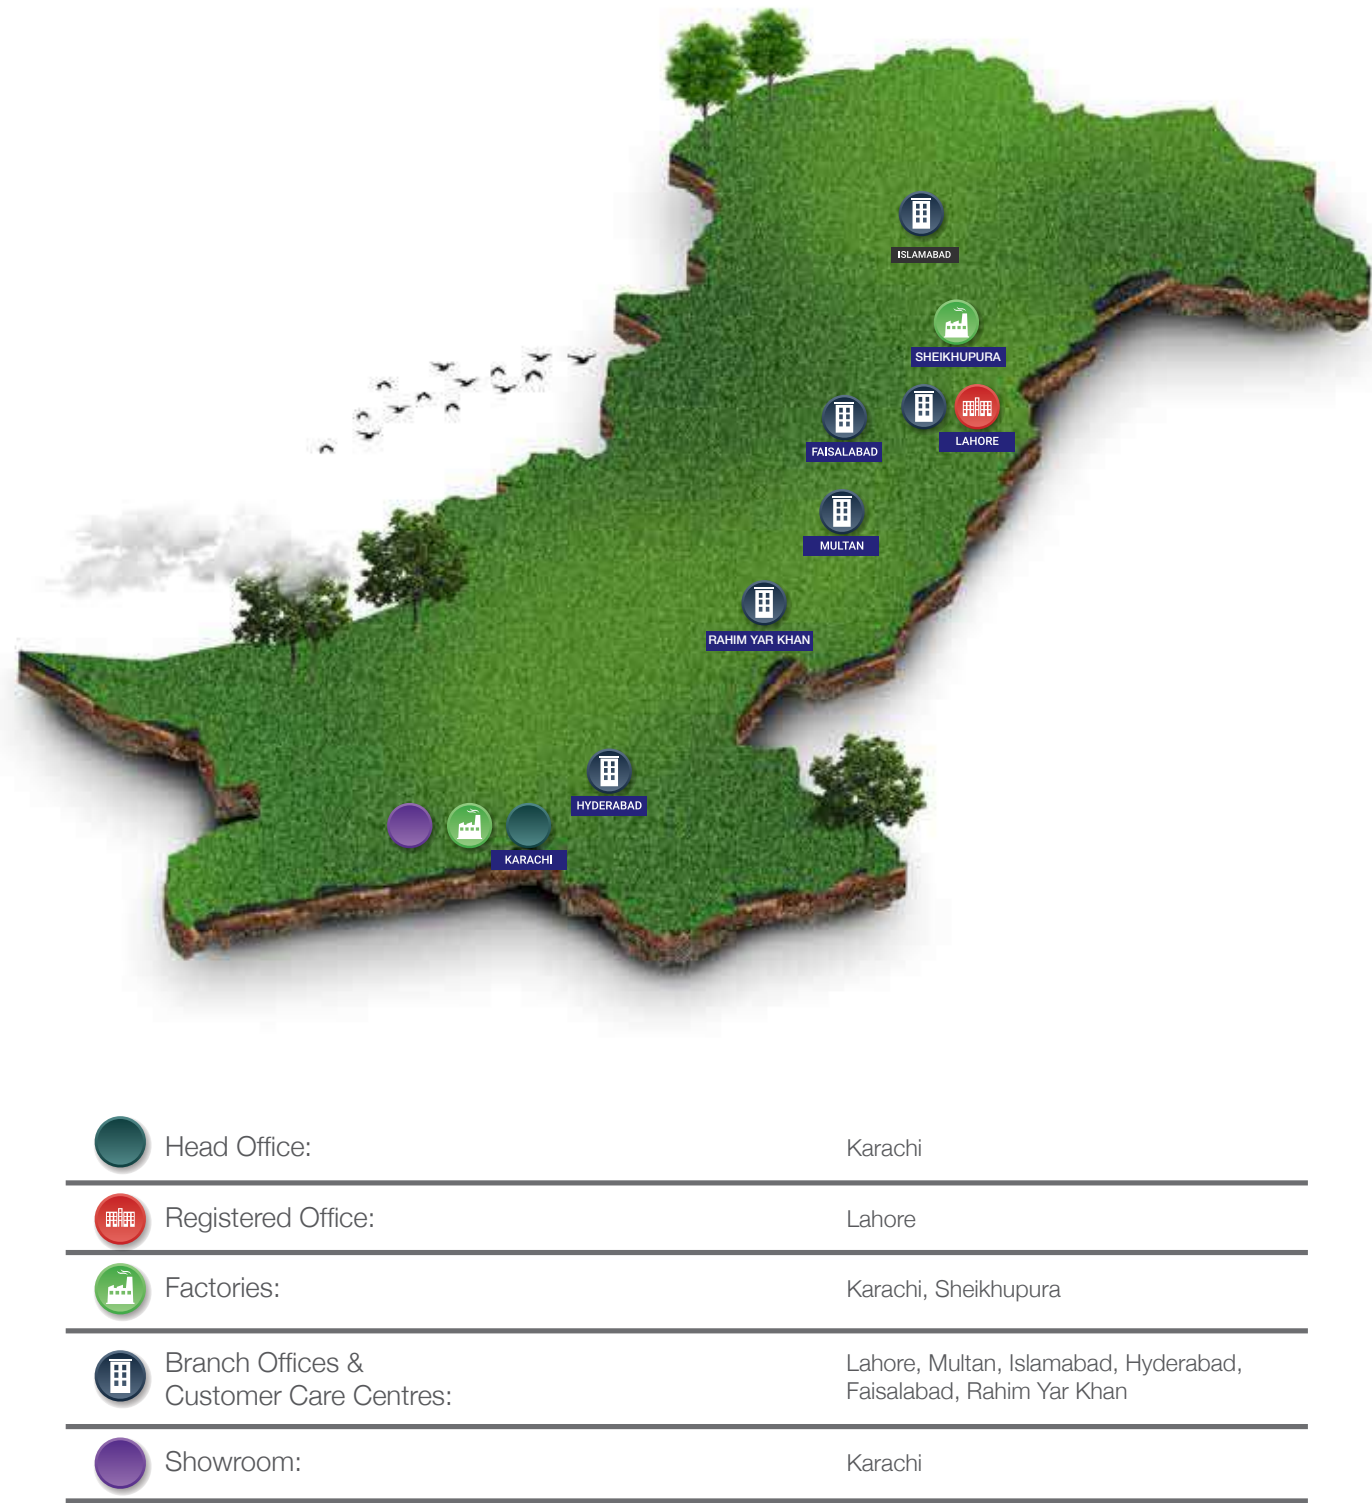 ISLAMABAD
SHEIKHUPURA
LAHORE
FAISALABAD
MULTAN
RAHIM YAR KHAN
HYDERABAD
KARACHI
Head Office: Karachi
Registered Office: Lahore
Factories: Karachi, Sheikhupura
Branch Offices &
Customer Care Centres:
Lahore, Multan, Islamabad, Hyderabad,
Faisalabad, Rahim Yar Khan
Showroom: Karachi